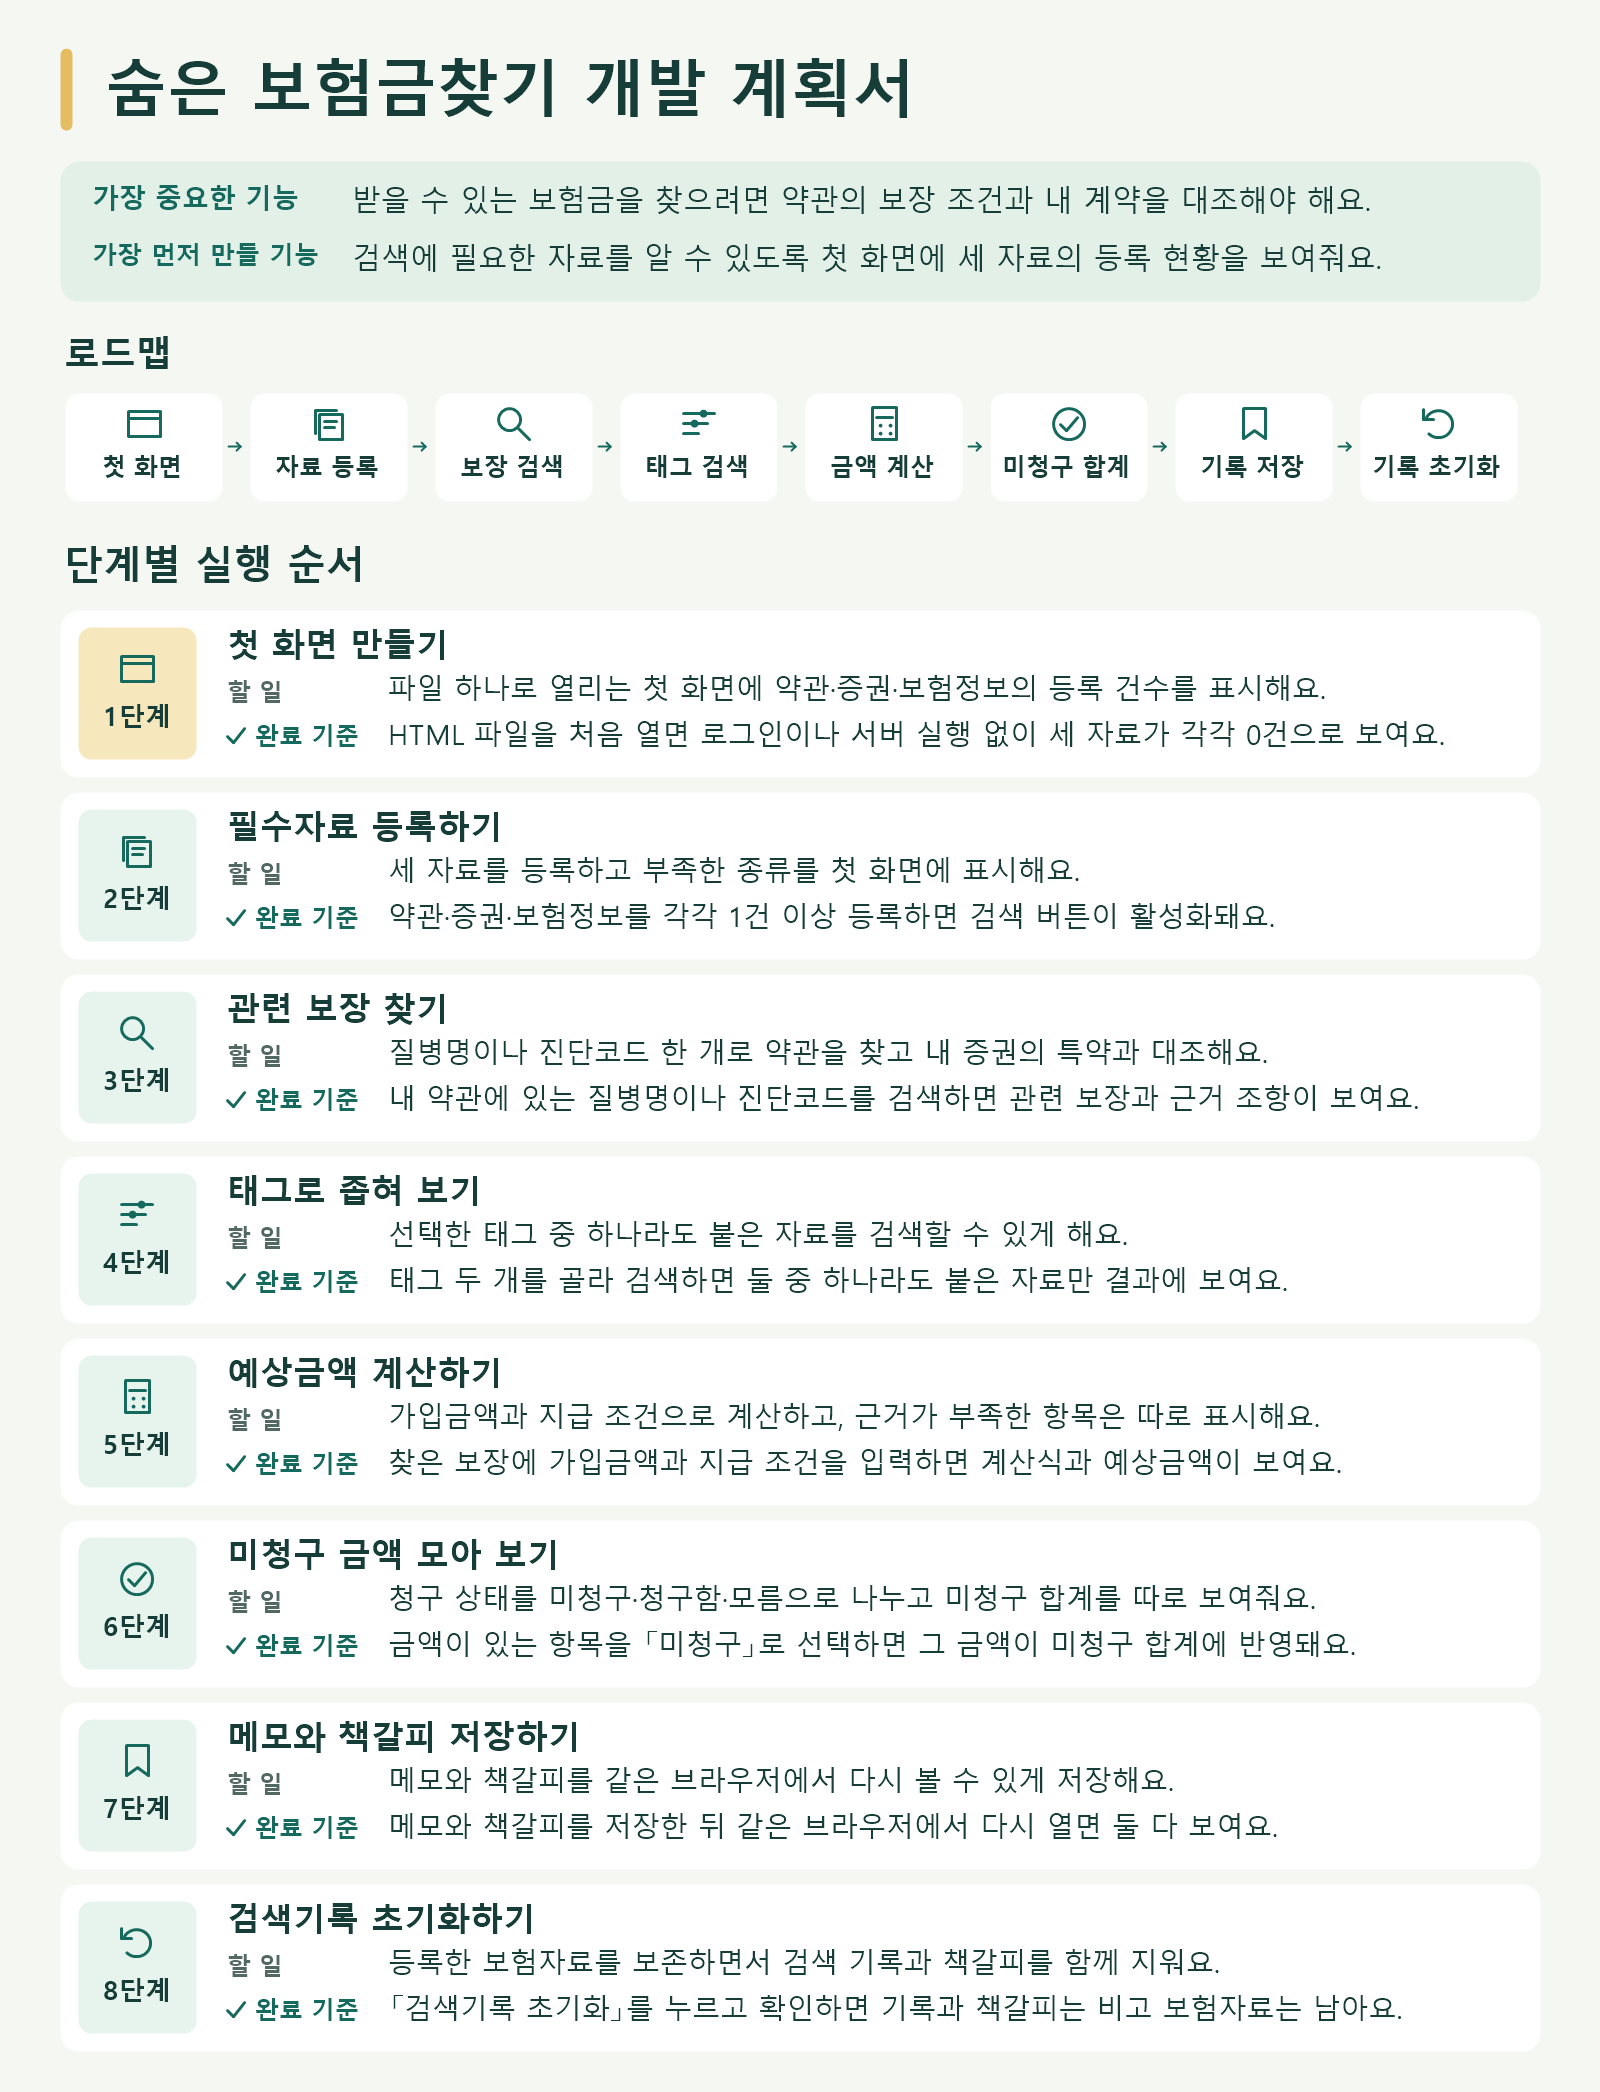 숨은 보험금찾기 개발 계획서
가장 중요한 기능 받을 수 있는 보험금을 찾으려면 약관의 보장 조건과 내 계약을 대조해야 해요.
가장 먼저 만들 기능 검색에 필요한 자료를 알 수 있도록 첫 화면에 세 자료의 등록 현황을 보여줘요.
로드맵
첫 화면 → 자료 등록 → 보장 검색 → 태그 검색 → 금액 계산 → 미청구 합계 → 기록 저장 → 기록 초기화
단계별 실행 순서
첫 화면 만들기
1단계
할 일 파일 하나로 열리는 첫 화면에 약관·증권·보험정보의 등록 건수를 표시해요.
✓ 완료 기준 HTML 파일을 처음 열면 로그인이나 서버 실행 없이 세 자료가 각각 0건으로 보여요.
필수자료 등록하기
2단계
할 일 세 자료를 등록하고 부족한 종류를 첫 화면에 표시해요.
✓ 완료 기준 약관·증권·보험정보를 각각 1건 이상 등록하면 검색 버튼이 활성화돼요.
관련 보장 찾기
3단계
할 일 질병명이나 진단코드 한 개로 약관을 찾고 내 증권의 특약과 대조해요.
✓ 완료 기준 내 약관에 있는 질병명이나 진단코드를 검색하면 관련 보장과 근거 조항이 보여요.
태그로 좁혀 보기
4단계
할 일 선택한 태그 중 하나라도 붙은 자료를 검색할 수 있게 해요.
✓ 완료 기준 태그 두 개를 골라 검색하면 둘 중 하나라도 붙은 자료만 결과에 보여요.
예상금액 계산하기
5단계
할 일 가입금액과 지급 조건으로 계산하고, 근거가 부족한 항목은 따로 표시해요.
✓ 완료 기준 찾은 보장에 가입금액과 지급 조건을 입력하면 계산식과 예상금액이 보여요.
미청구 금액 모아 보기
6단계
할 일 청구 상태를 미청구·청구함·모름으로 나누고 미청구 합계를 따로 보여줘요.
✓ 완료 기준 금액이 있는 항목을 「미청구」로 선택하면 그 금액이 미청구 합계에 반영돼요.
메모와 책갈피 저장하기
7단계
할 일 메모와 책갈피를 같은 브라우저에서 다시 볼 수 있게 저장해요.
✓ 완료 기준 메모와 책갈피를 저장한 뒤 같은 브라우저에서 다시 열면 둘 다 보여요.
검색기록 초기화하기
8단계
할 일 등록한 보험자료를 보존하면서 검색 기록과 책갈피를 함께 지워요.
✓ 완료 기준 「검색기록 초기화」를 누르고 확인하면 기록과 책갈피는 비고 보험자료는 남아요.